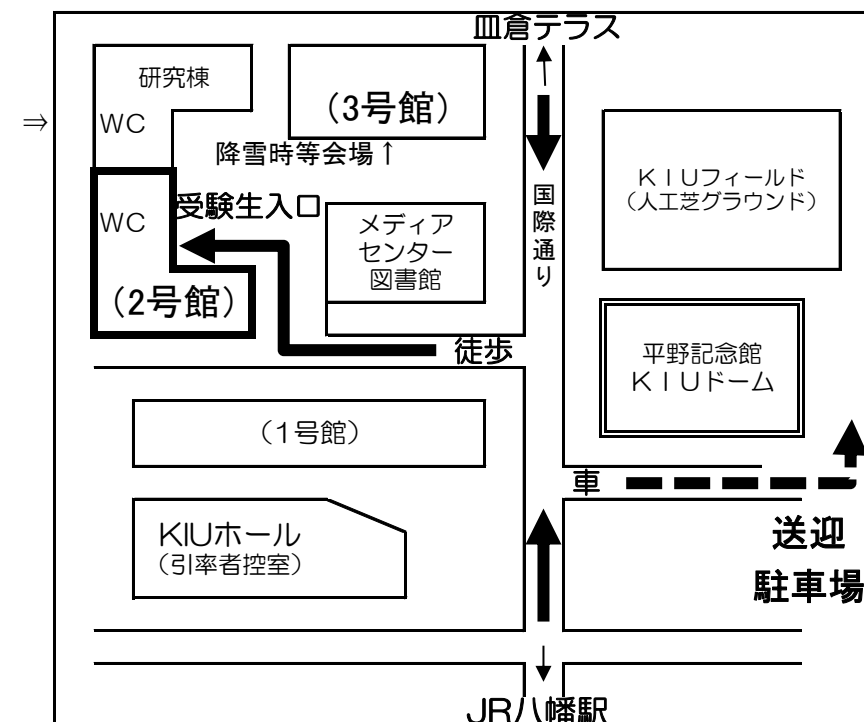 皿倉テラス
研究棟
WC
⇒
(3号館)
降雪時等会場↑
KIUフィールド
(人工芝グラウンド)
国際通り
WC
受験生入口
メディア
センター
図書館
(2号館)
徒歩
平野記念館
KIUドーム
(1号館)
車
KIUホール
(引率者控室)
送迎
駐車場
JR八幡駅